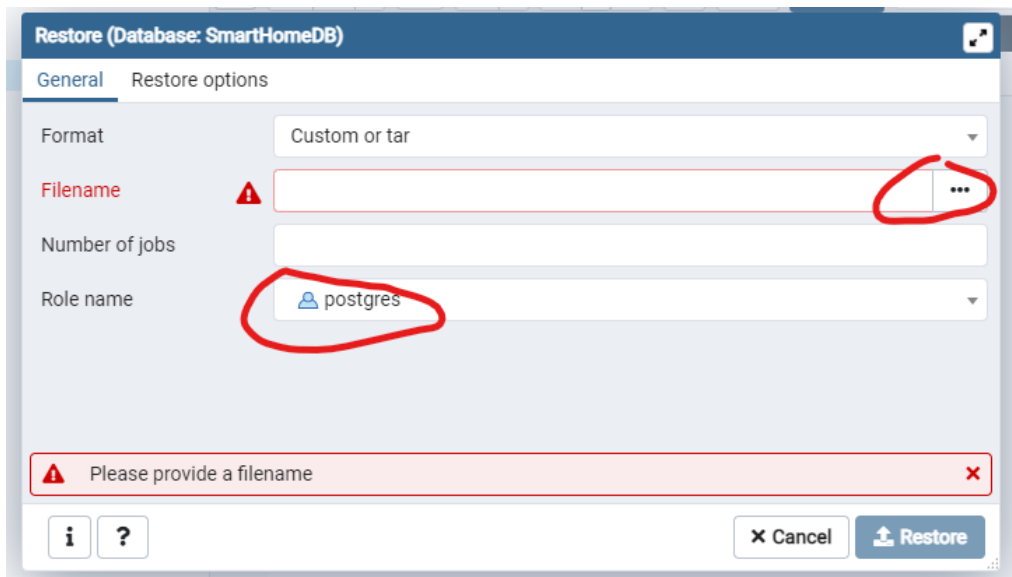 Restore (Database: SmartHomeDB)
General Restore options
Format Custom or tar
Filename
Number of jobs
Role name postgres
Please provide a filename
i ? Cancel Restore